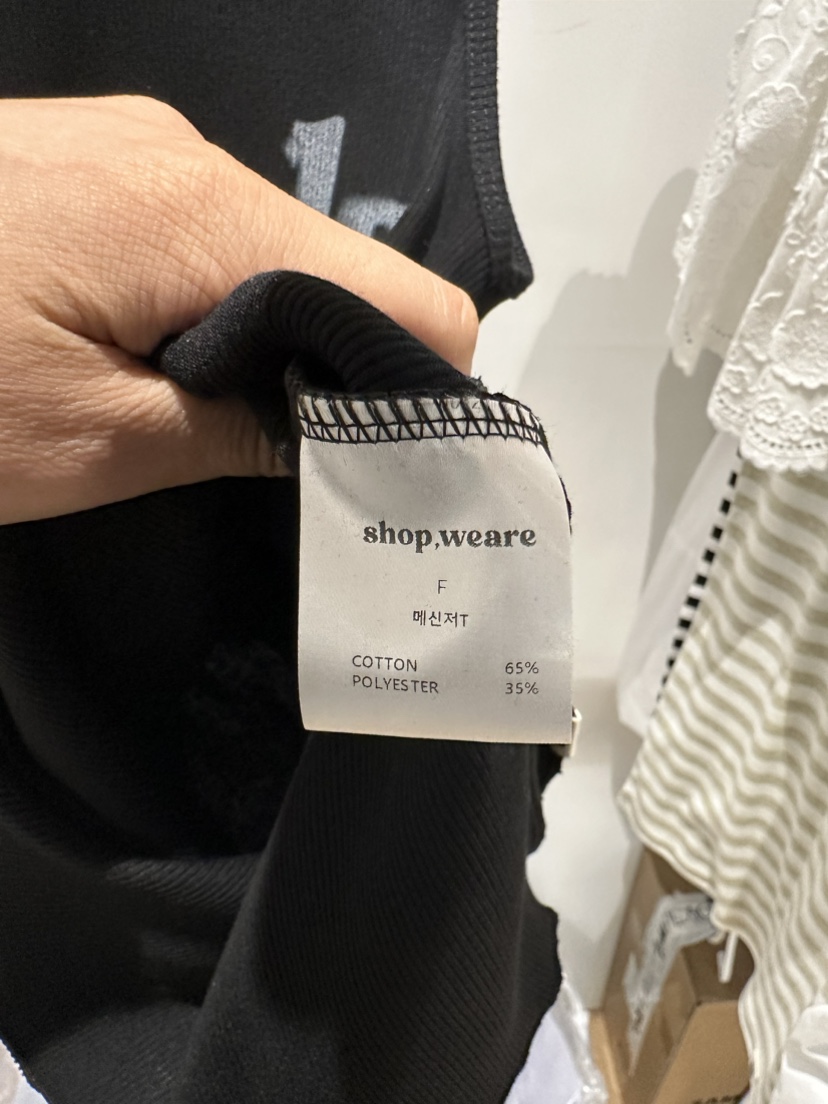 shop,weare
F
메신저T
COTTON 65%
POLYESTER 35%